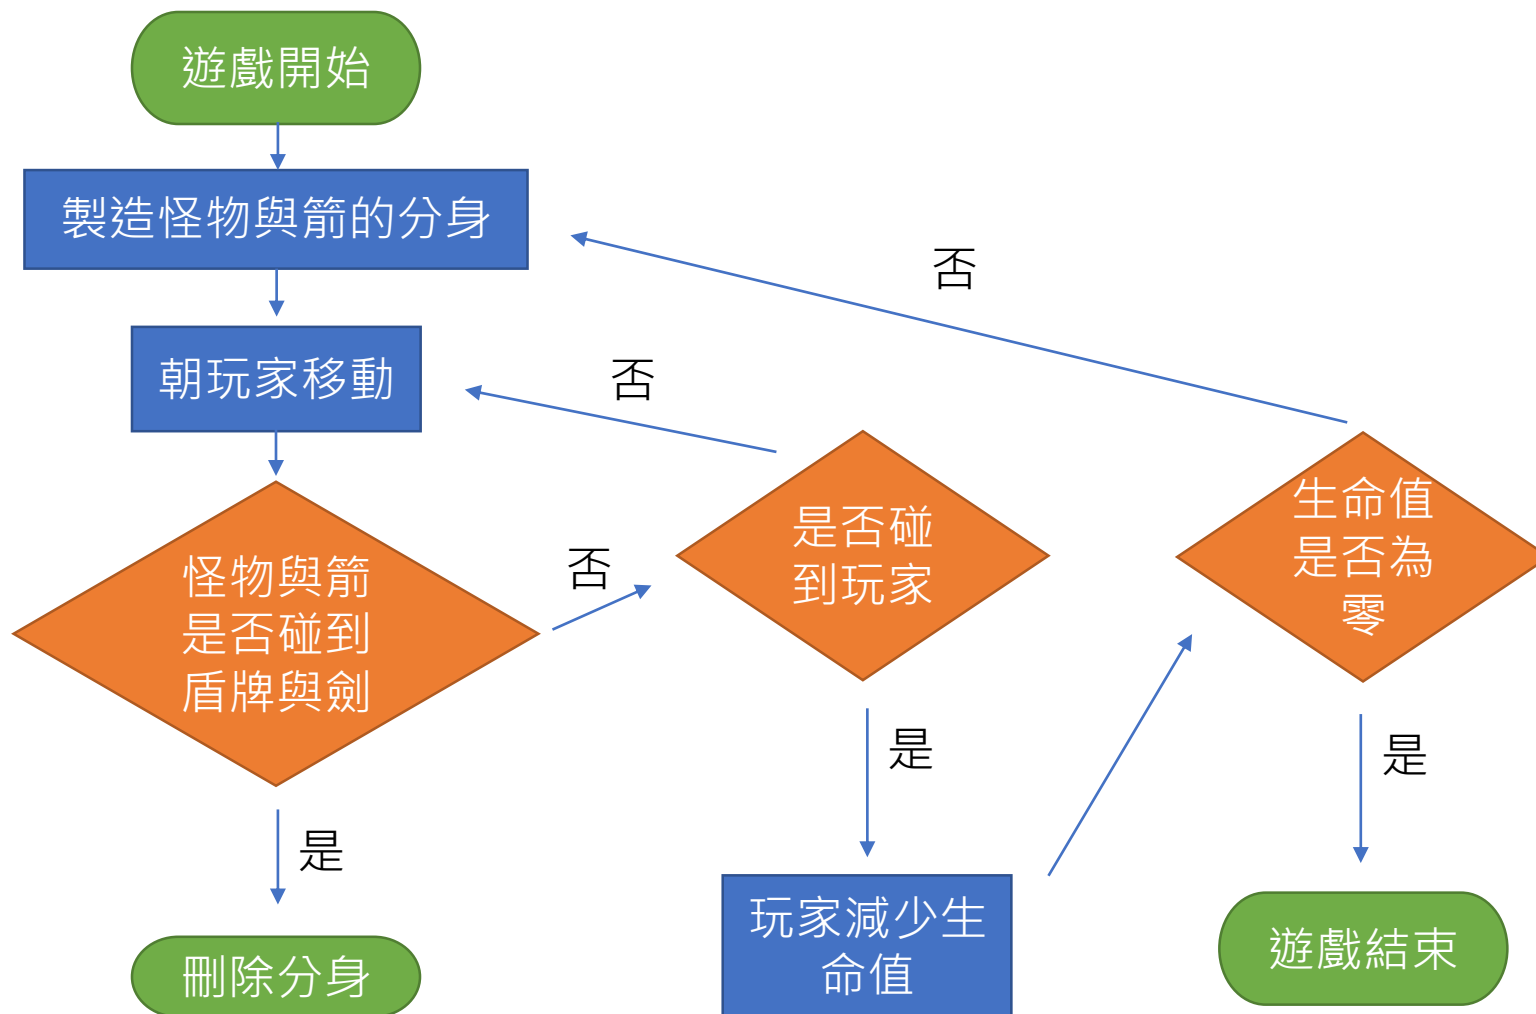 遊戲開始
製造怪物與箭的分身
否
朝玩家移動
否
怪物與箭
是否碰到
盾牌與劍
否
是否碰
到玩家
生命值
是否為
零
是
是
是
刪除分身
玩家減少生
命值
遊戲結束